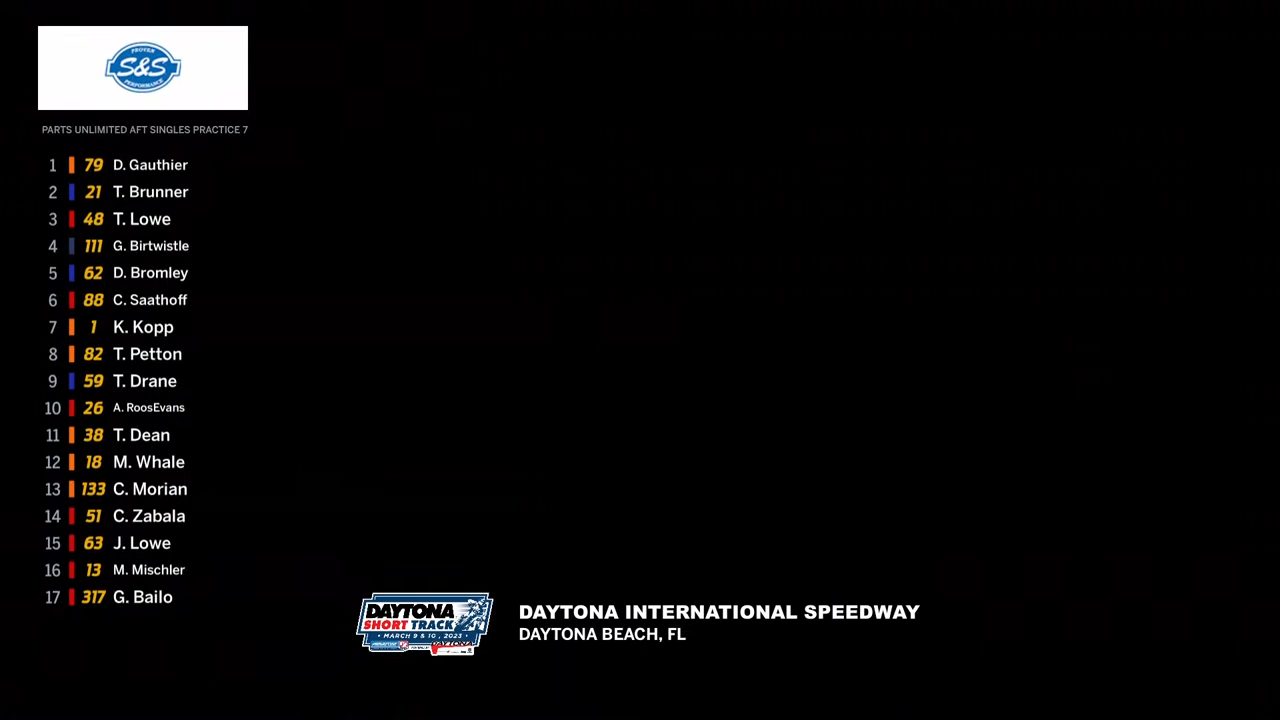 PROVEN
S&S
PERFORMANCE
PARTS UNLIMITED AFT SINGLES PRACTICE 7
1 79 D. Gauthier
2 21 T. Brunner
3 48 T. Lowe
4 111 G. Birtwistle
5 62 D. Bromley
6 88 C. Saathoff
7 1 K. Kopp
8 82 T. Petton
9 59 T. Drane
10 26 A. RoosEvans
11 38 T. Dean
12 18 M. Whale
13 133 C. Morian
14 51 C. Zabala
15 63 J. Lowe
16 13 M. Mischler
17 317 G. Bailo
DAYTONA
SHORT TRACK
• MARCH 9 & 10, 2023 •
DAYTONA INTERNATIONAL SPEEDWAY
DAYTONA BEACH, FL